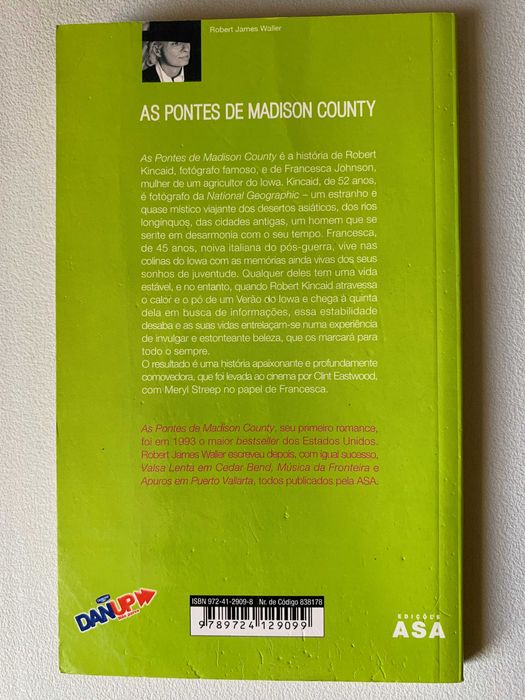 Robert James Waller
AS PONTES DE MADISON COUNTY
As Pontes de Madison County é a história de Robert
Kincaid, fotógrafo famoso, e de Francesca Johnson,
mulher de um agricultor do Iowa. Kincaid, de 52 anos,
é fotógrafo da National Geographic – um estranho e
quase místico viajante dos desertos asiáticos, dos rios
longínquos, das cidades antigas, um homem que se
sente em desarmonia com o seu tempo. Francesca,
de 45 anos, noiva italiana do pós-guerra, vive nas
colinas do Iowa com as memórias ainda vivas dos seus
sonhos de juventude. Qualquer deles tem uma vida
estável, e no entanto, quando Robert Kincaid atravessa
o calor e o pó de um Verão do Iowa e chega à quinta
dela em busca de informações, essa estabilidade
desaba e as suas vidas entrelaçam-se numa experiência
de invulgar e estonteante beleza, que os marcará para
todo o sempre.
O resultado é uma história apaixonante e profundamente
comovedora, que foi levada ao cinema por Clint Eastwood,
com Meryl Streep no papel de Francesca.
As Pontes de Madison County, seu primeiro romance,
foi em 1993 o maior bestseller dos Estados Unidos.
Robert James Waller escreveu depois, com igual sucesso,
Valsa Lenta em Cedar Bend, Música da Fronteira e
Apuros em Puerto Vallarta, todos publicados pela ASA.
DAN'UP
ISBN 972-41-2909-8 Nr. de Código 838178
9789724129099
EDIÇÕES
ASA